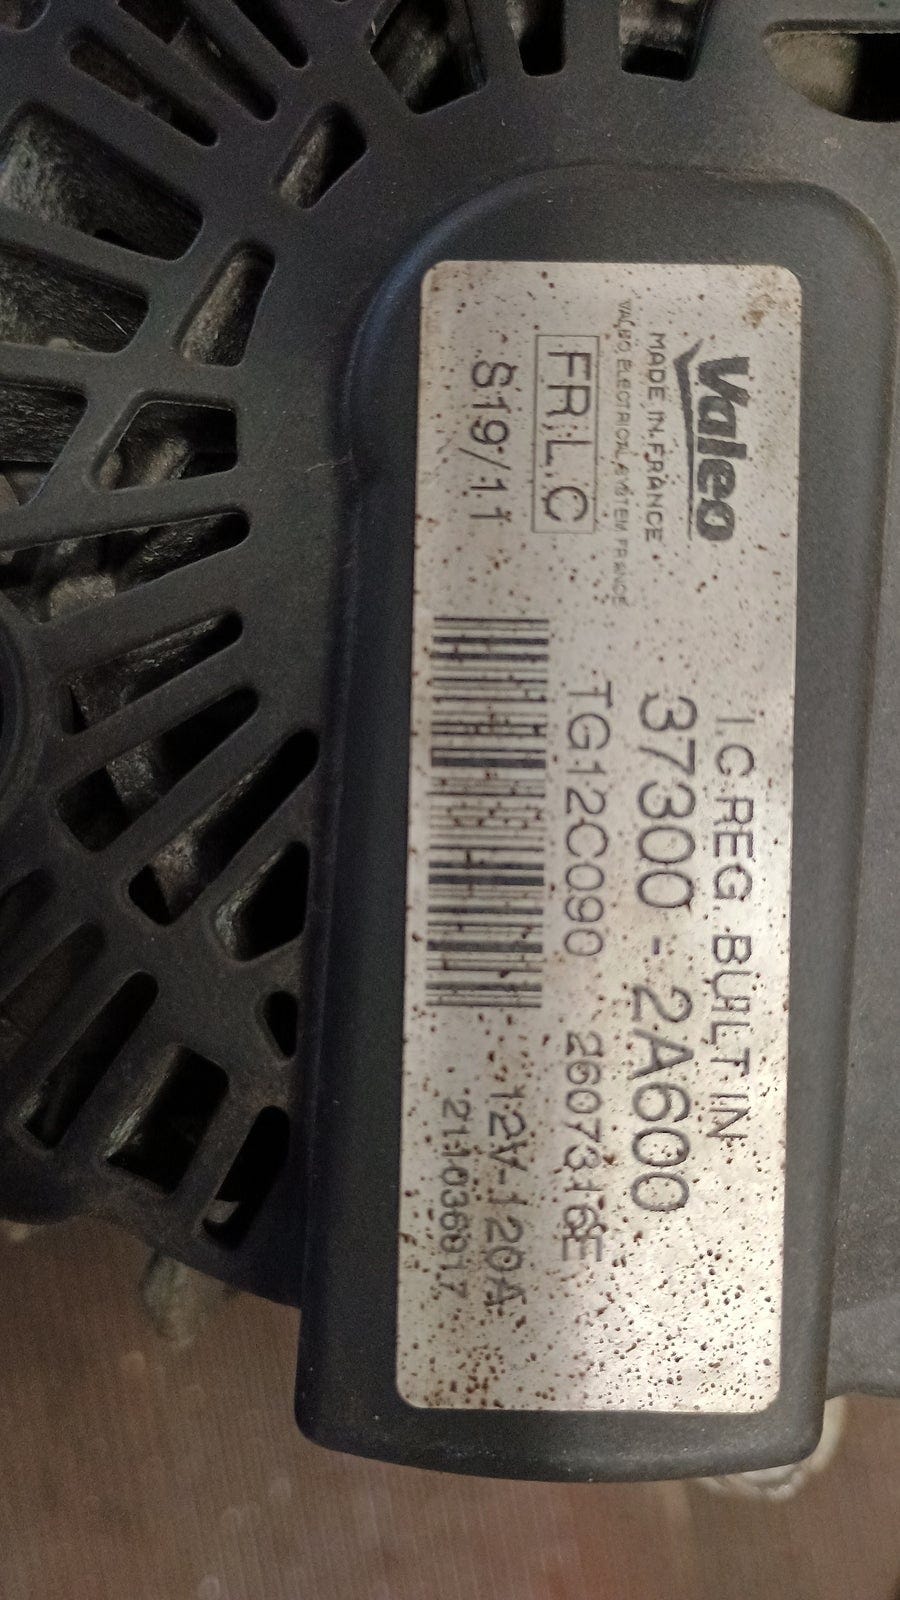 Valeo
MADE IN FRANCE
VALEO ELECTRICAL SYSTEM FRANCE
FR.L.C
S19/11
I.C REG. BUILT IN
37300 - 2A600
TG12C090 2607316E
12V-120A
211036017